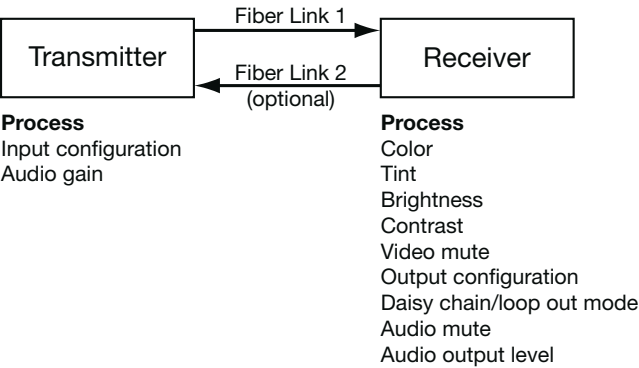 Fiber Link 1
Transmitter
Receiver
Fiber Link 2
(optional)
Process
Input configuration
Audio gain
Process
Color
Tint
Brightness
Contrast
Video mute
Output configuration
Daisy chain/loop out mode
Audio mute
Audio output level